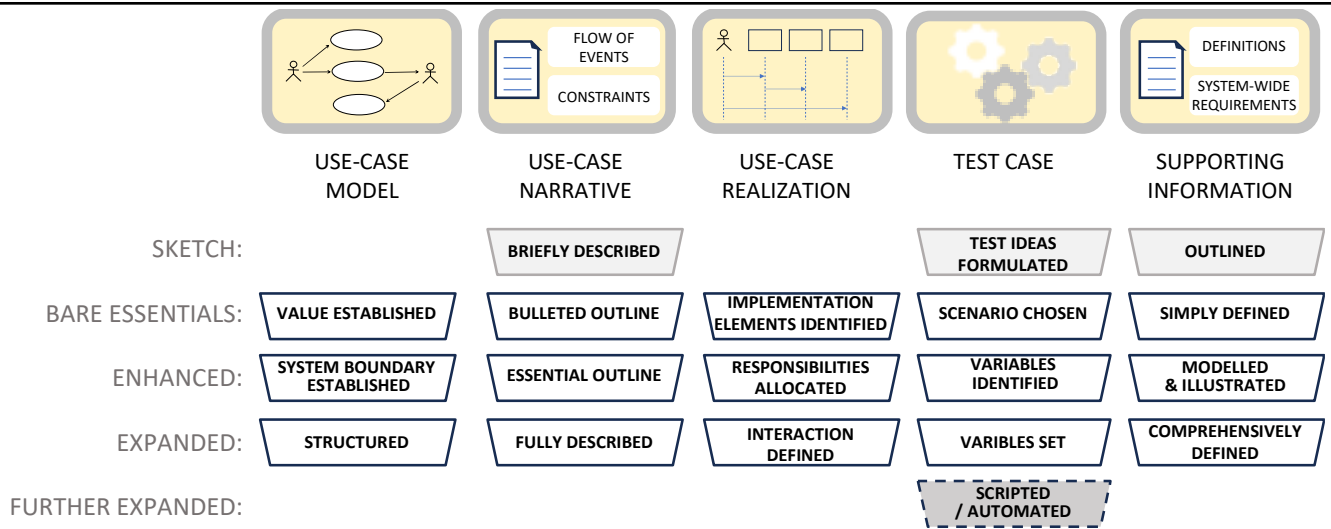 FLOW OF
EVENTS
CONSTRAINTS
DEFINITIONS
SYSTEM-WIDE
REQUIREMENTS
USE-CASE
MODEL
USE-CASE
NARRATIVE
USE-CASE
REALIZATION
TEST CASE
SUPPORTING
INFORMATION
SKETCH:
BRIEFLY DESCRIBED
TEST IDEAS
FORMULATED
OUTLINED
BARE ESSENTIALS:
VALUE ESTABLISHED
BULLETED OUTLINE
IMPLEMENTATION
ELEMENTS IDENTIFIED
SCENARIO CHOSEN
SIMPLY DEFINED
ENHANCED:
SYSTEM BOUNDARY
ESTABLISHED
ESSENTIAL OUTLINE
RESPONSIBILITIES
ALLOCATED
VARIABLES
IDENTIFIED
MODELLED
& ILLUSTRATED
EXPANDED:
STRUCTURED
FULLY DESCRIBED
INTERACTION
DEFINED
VARIBLES SET
COMPREHENSIVELY
DEFINED
FURTHER EXPANDED:
SCRIPTED
/ AUTOMATED